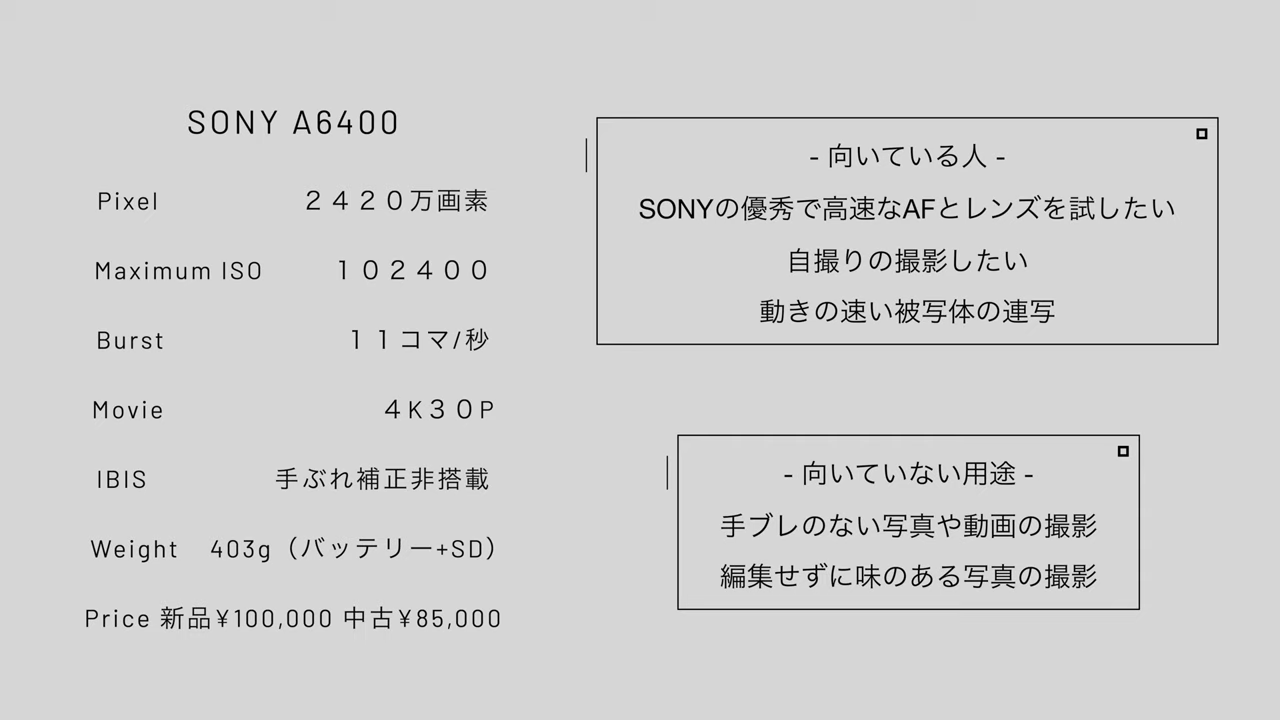 SONY A6400
Pixel ２４２０万画素
Maximum ISO １０２４００
Burst １１コマ/秒
Movie ４K３０P
IBIS 手ぶれ補正非搭載
Weight 403g（バッテリー+SD）
Price 新品¥100,000 中古¥85,000
- 向いている人 -
SONYの優秀で高速なAFとレンズを試したい
自撮りの撮影したい
動きの速い被写体の連写
- 向いていない用途 -
手ブレのない写真や動画の撮影
編集せずに味のある写真の撮影